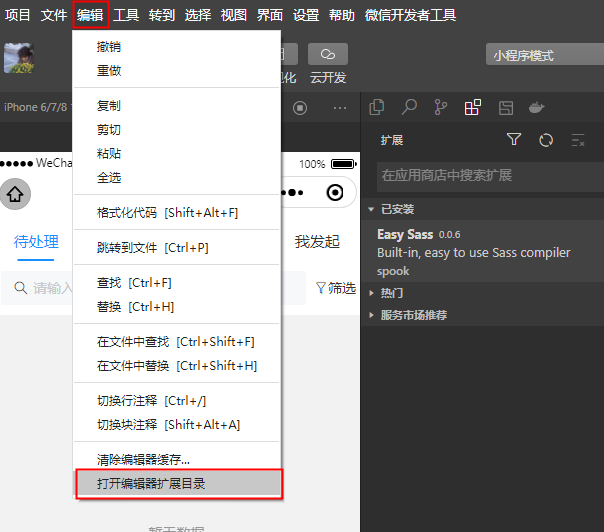 项目 文件 编辑 工具 转到 选择 视图 界面 设置 帮助 微信开发者工具
撤销
重做
复制
剪切
粘贴
全选
格式化代码 [Shift+Alt+F]
跳转到文件 [Ctrl+P]
查找 [Ctrl+F]
替换 [Ctrl+H]
在文件中查找 [Ctrl+Shift+F]
在文件中替换 [Ctrl+Shift+H]
切换行注释 [Ctrl+/]
切换块注释 [Shift+Alt+A]
清除编辑器缓存...
打开编辑器扩展目录
云开发
小程序模式
iPhone 6/7/8
WeCha
100%
待处理
我发起
请输入
筛选
暂无数据
扩展
在应用商店中搜索扩展
已安装
Easy Sass 0.0.6
Built-in, easy to use Sass compiler
spook
热门
服务市场推荐